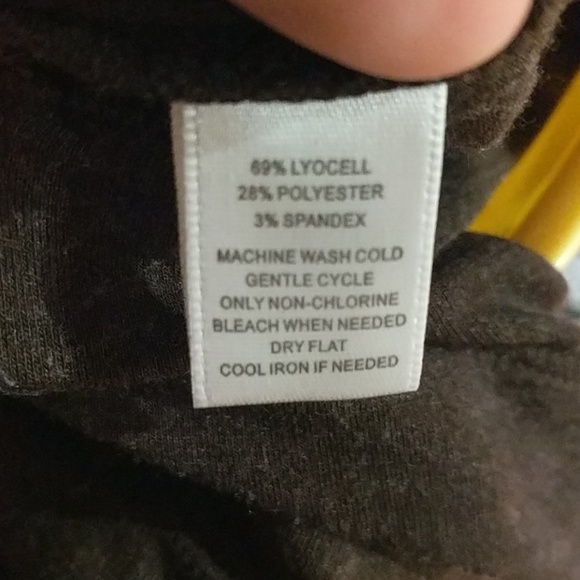 69% LYOCELL
28% POLYESTER
3% SPANDEX
MACHINE WASH COLD
GENTLE CYCLE
ONLY NON-CHLORINE
BLEACH WHEN NEEDED
DRY FLAT
COOL IRON IF NEEDED